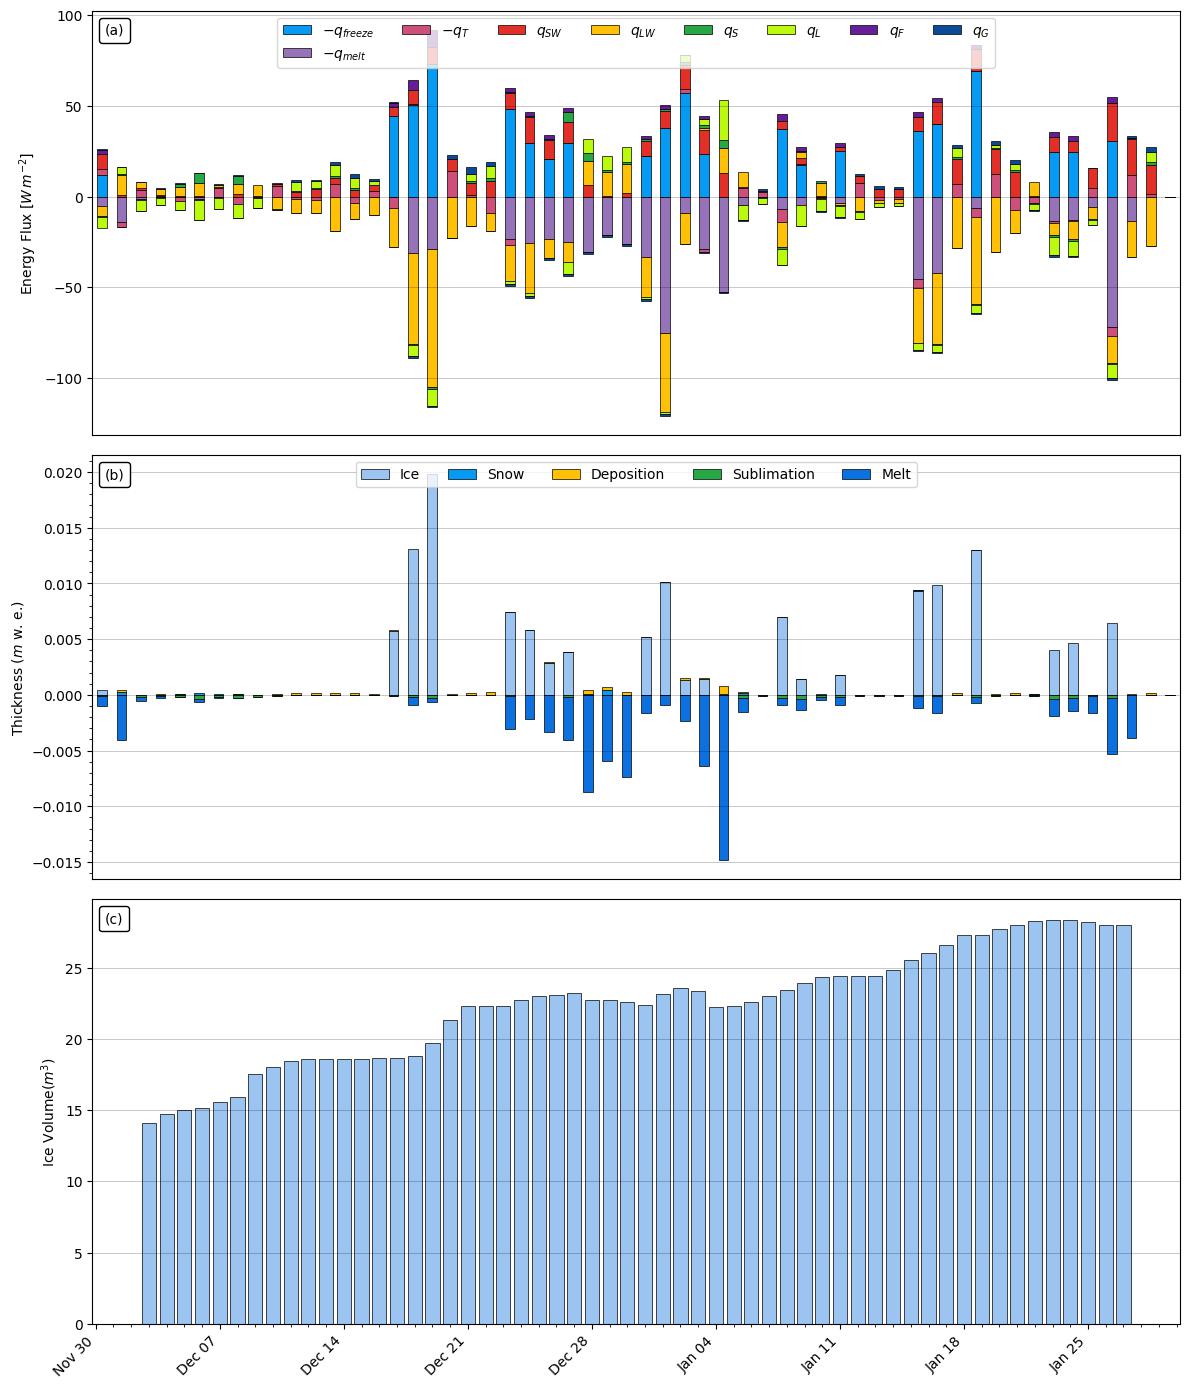 (a)
−q_freeze −q_T q_SW q_LW q_S q_L q_F q_G
−q_melt
Energy Flux [W m⁻²]
100
50
0
−50
−100
(b)
Ice Snow Deposition Sublimation Melt
Thickness (m w. e.)
0.020
0.015
0.010
0.005
0.000
−0.005
−0.010
−0.015
(c)
Ice Volume(m³)
25
20
15
10
5
0
Nov 30 Dec 07 Dec 14 Dec 21 Dec 28 Jan 04 Jan 11 Jan 18 Jan 25